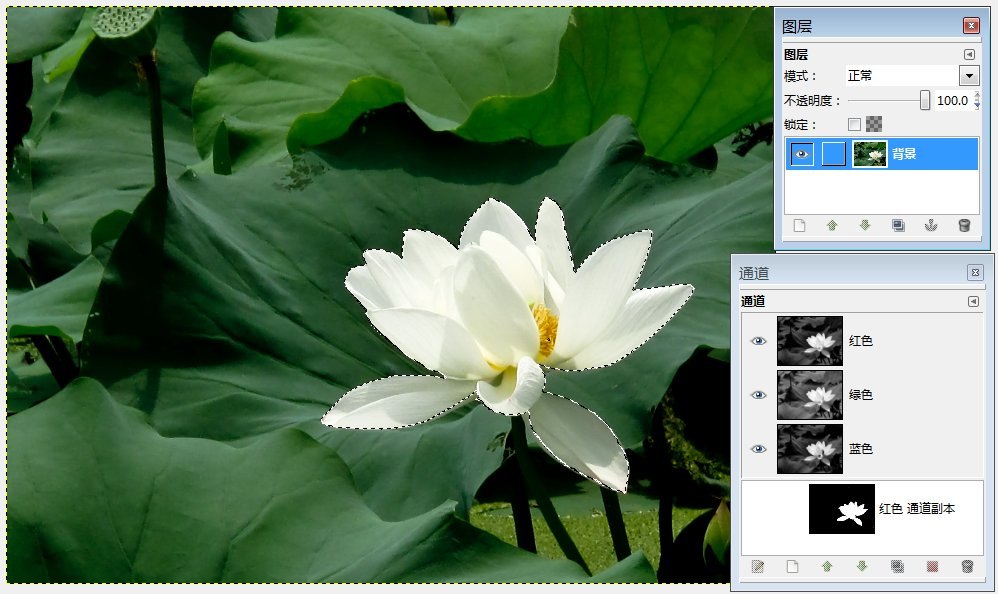 图层
图层
模式：
正常
不透明度：
100.0
锁定：
背景
通道
通道
红色
绿色
蓝色
红色 通道副本